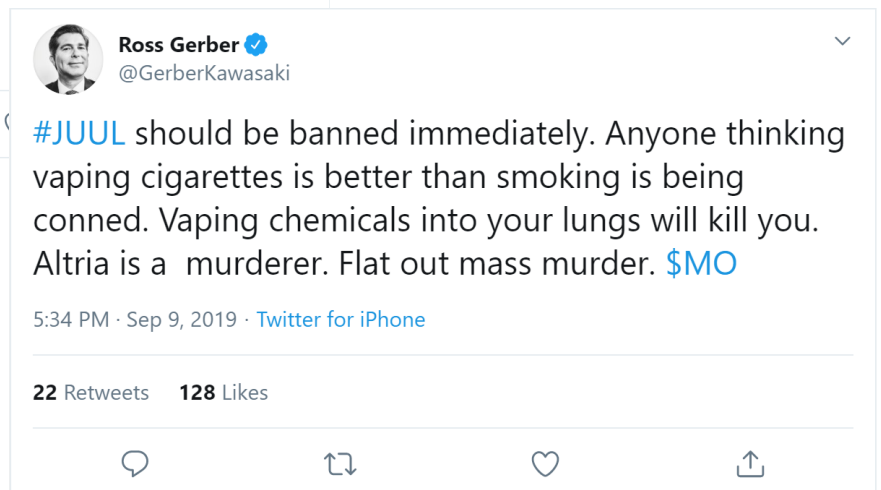 Ross Gerber
@GerberKawasaki
#JUUL should be banned immediately. Anyone thinking
vaping cigarettes is better than smoking is being
conned. Vaping chemicals into your lungs will kill you.
Altria is a  murderer. Flat out mass murder. $MO
5:34 PM · Sep 9, 2019 · Twitter for iPhone
22 Retweets 128 Likes